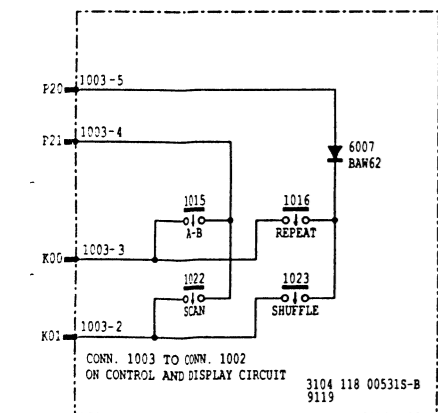 P20 1003-5
P21 1003-4
6007
BAW62
1015 1016
A-B REPEAT
K00 1003-3
1022 1023
SCAN SHUFFLE
K01 1003-2
CONN. 1003 TO CONN. 1002
ON CONTROL AND DISPLAY CIRCUIT
3104 118 00531S-B
9119